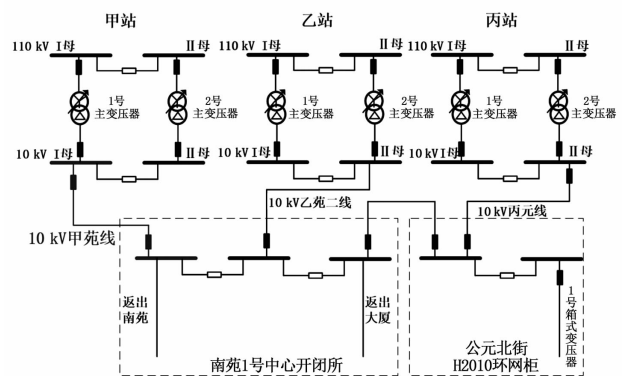 甲站 乙站 丙站
110 kV I母 II母 110 kV I母 II母 110 kV I母 II母
1号 主变压器 2号 主变压器 1号 主变压器 2号 主变压器 1号 主变压器 2号 主变压器
10 kV I母 II母 10 kV I母 II母 10 kV I母 II母
10 kV乙苑二线 10 kV丙元线
10 kV甲苑线
返出
南苑
返出
大厦
1号箱式变压器
南苑1号中心开闭所
公元北街
H2010环网柜